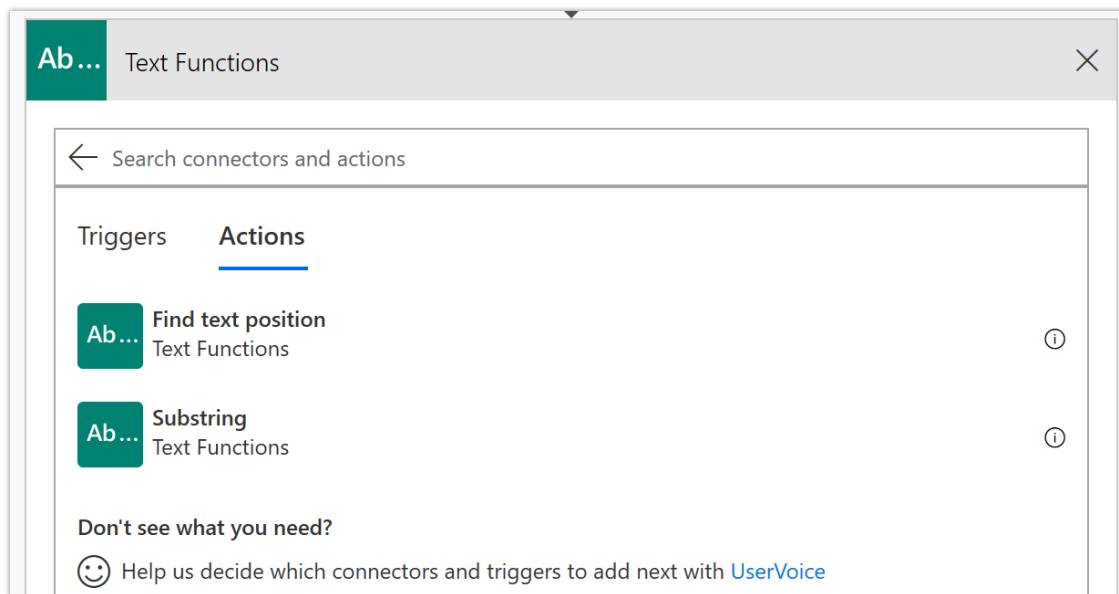 Ab...
Text Functions
Search connectors and actions
Triggers Actions
Ab...
Find text position
Text Functions
Ab...
Substring
Text Functions
Don't see what you need?
Help us decide which connectors and triggers to add next with UserVoice